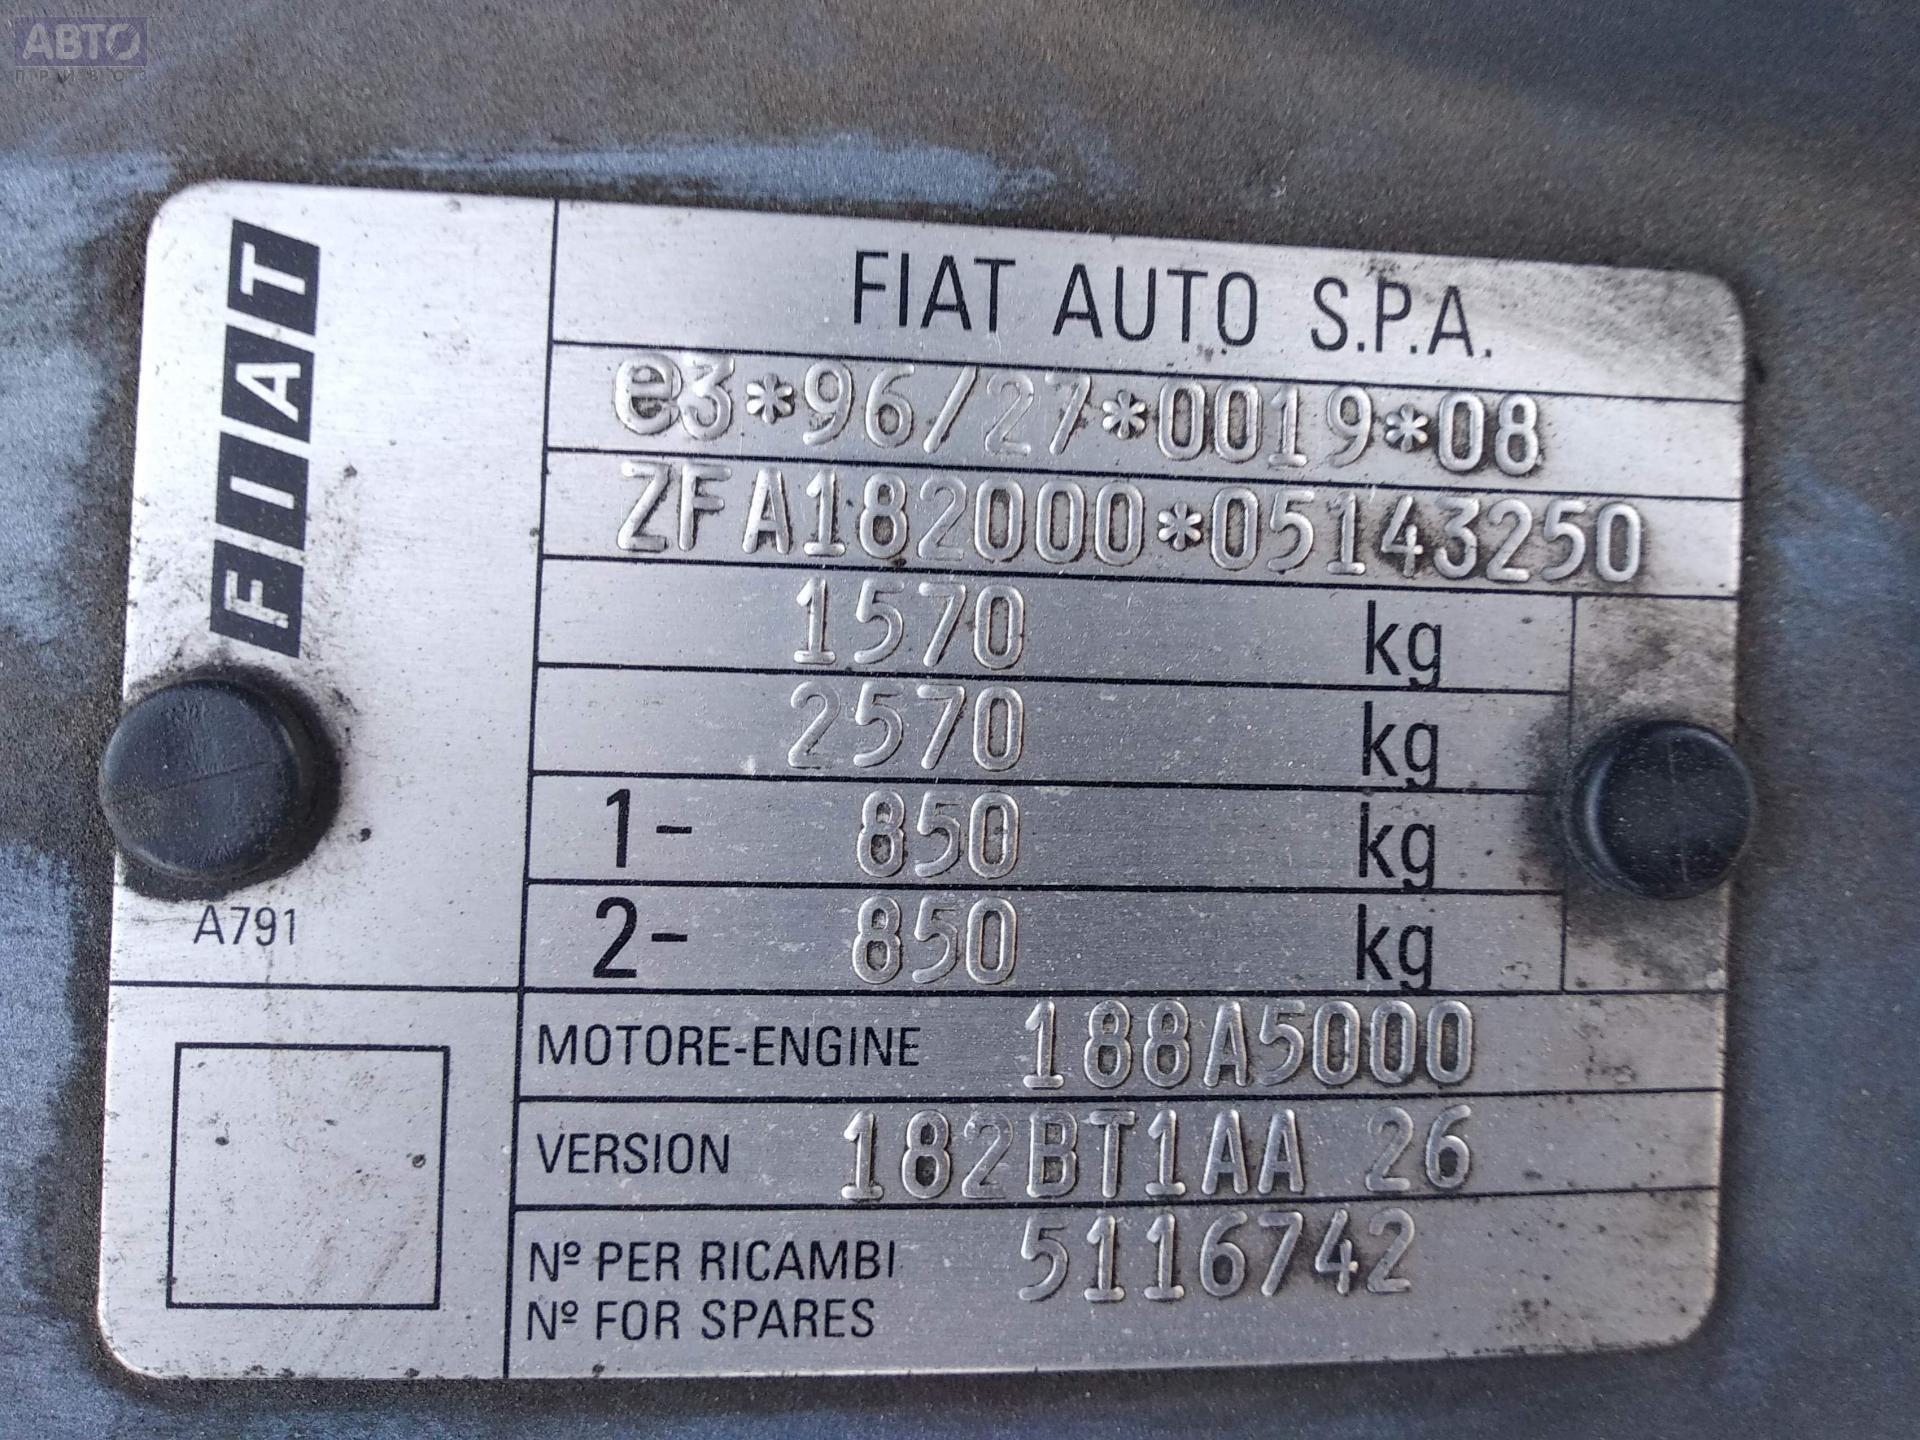 АВТО
ПРИВОЗ
FIAT
FIAT AUTO S.P.A.
e3*96/27*0019*08
ZFA182000*05143250
1570 kg
2570 kg
1- 850 kg
2- 850 kg
A791
MOTORE-ENGINE 188A5000
VERSION 182BT1AA 26
Nº PER RICAMBI 5116742
Nº FOR SPARES